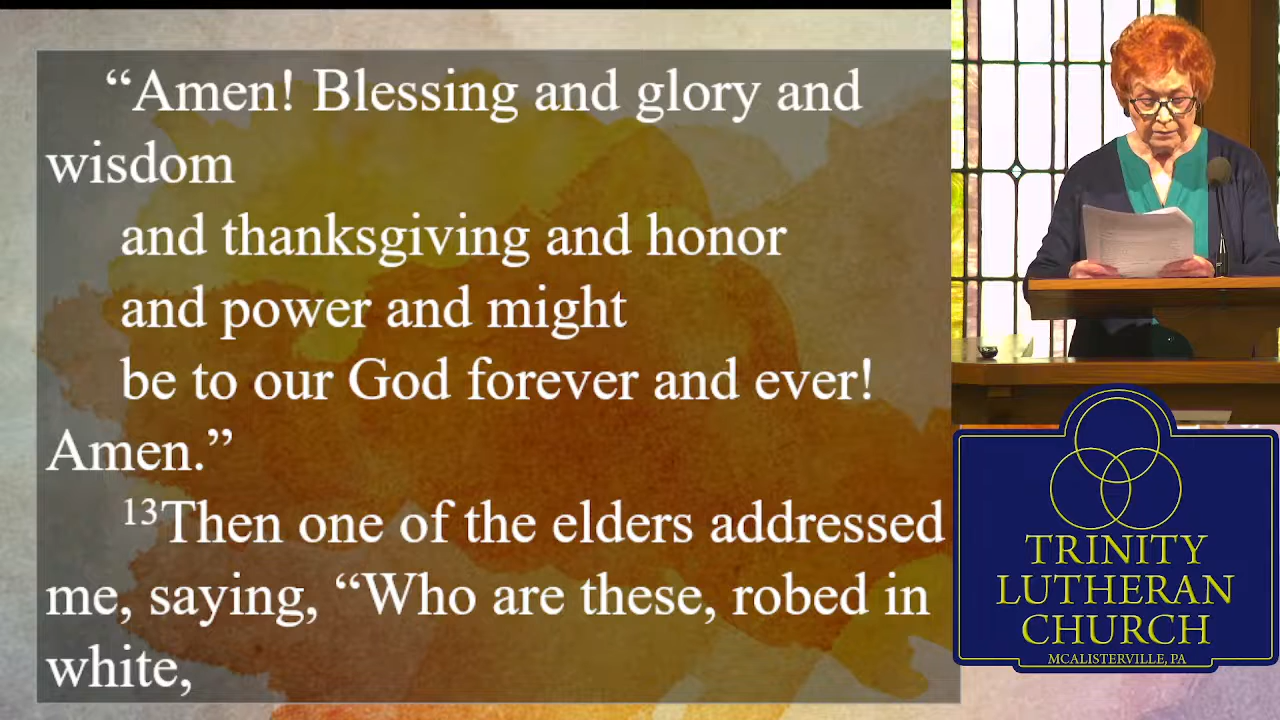 “Amen! Blessing and glory and
wisdom
and thanksgiving and honor
and power and might
be to our God forever and ever!
Amen.”
13Then one of the elders addressed
me, saying, “Who are these, robed in
white,
TRINITY
LUTHERAN
CHURCH
MCALISTERVILLE, PA